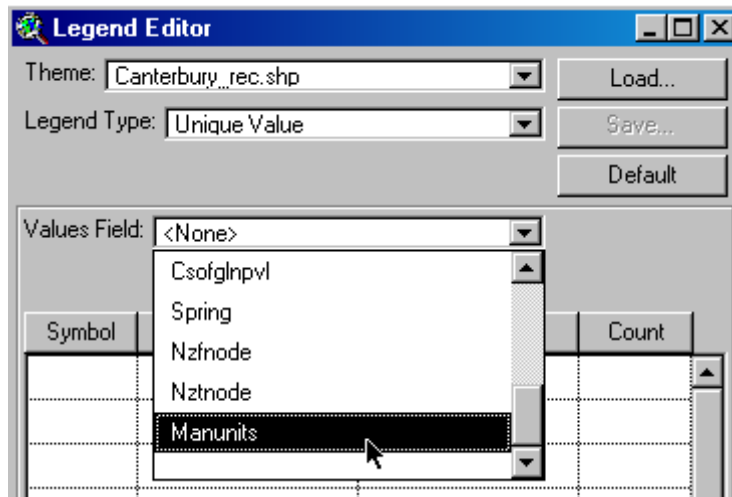 Legend Editor
Theme: Canterbury_rec.shp
Load...
Legend Type: Unique Value
Save...
Default
Values Field: <None>
Csofglnpvl
Spring
Nzfnode
Nztnode
Manunits
Symbol
Count